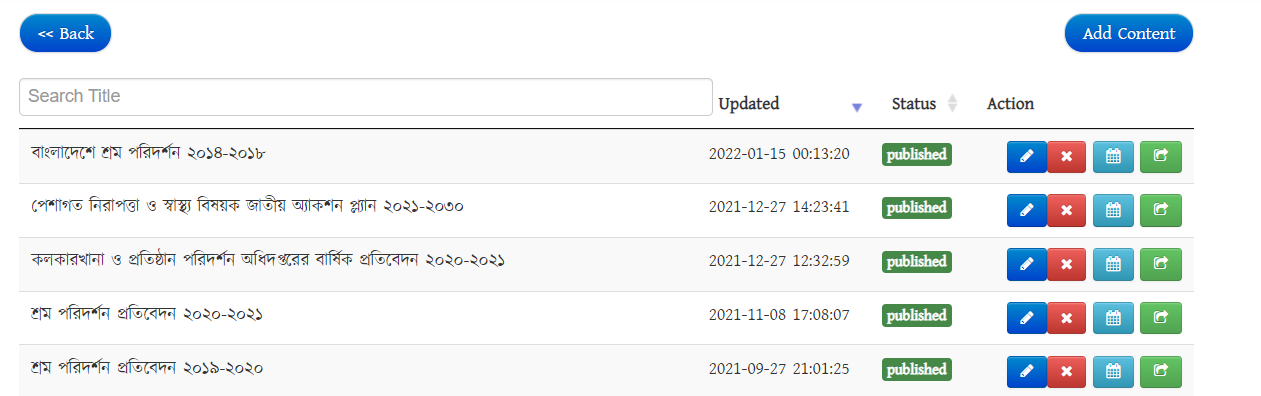 << Back
Add Content
Search Title
Updated
Status
Action
বাংলাদেশে শ্রম পরিদর্শন ২০১৪-২০১৮ 2022-01-15 00:13:20 published
পেশাগত নিরাপত্তা ও স্বাস্থ্য বিষয়ক জাতীয় অ্যাকশন প্ল্যান ২০২১-২০৩০ 2021-12-27 14:23:41 published
কলকারখানা ও প্রতিষ্ঠান পরিদর্শন অধিদপ্তরের বার্ষিক প্রতিবেদন ২০২০-২০২১ 2021-12-27 12:32:59 published
শ্রম পরিদর্শন প্রতিবেদন ২০২০-২০২১ 2021-11-08 17:08:07 published
শ্রম পরিদর্শন প্রতিবেদন ২০১৯-২০২০ 2021-09-27 21:01:25 published